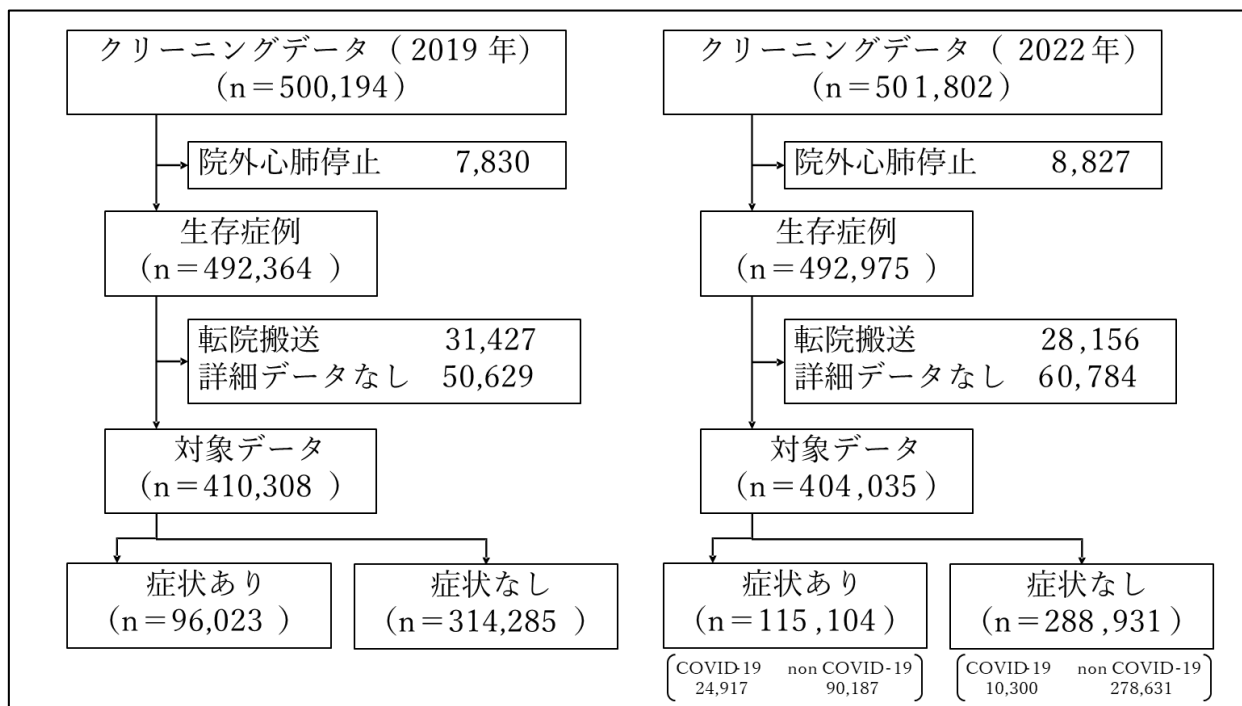 クリーニングデータ（2019 年）
（n＝500,194）
院外心肺停止 7,830
生存症例
（n＝492,364 ）
転院搬送 31,427
詳細データなし 50,629
対象データ
（n＝410,308 ）
症状あり
（n＝96,023 ）
症状なし
（n＝314,285 ）
クリーニングデータ（ 2022年）
（n＝501,802）
院外心肺停止 8,827
生存症例
（n＝492,975）
転院搬送 28,156
詳細データなし 60,784
対象データ
（n＝404,035）
症状あり
（n＝115,104）
COVID-19 non COVID-19
24,917 90,187
症状なし
（n＝288,931）
COVID-19 non COVID-19
10,300 278,631